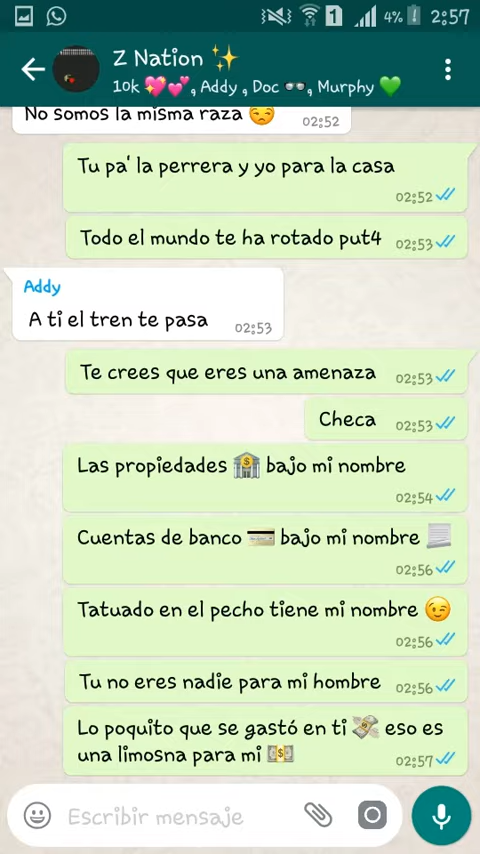 4% 2:57
Z Nation ✨
10k 💖💕, Addy, Doc 🕶, Murphy 💚
No somos la misma raza 😒 02:52
Tu pa' la perrera y yo para la casa
02:52
Todo el mundo te ha rotado put4 02:53
Addy
A ti el tren te pasa 02:53
Te crees que eres una amenaza 02:53
Checa 02:53
Las propiedades 🏦 bajo mi nombre
02:54
Cuentas de banco 💳 bajo mi nombre 🧾
02:56
Tatuado en el pecho tiene mi nombre 😉
02:56
Tu no eres nadie para mi hombre 02:56
Lo poquito que se gastó en ti 💸 eso es
una limosna para mi 💵 02:57
Escribir mensaje